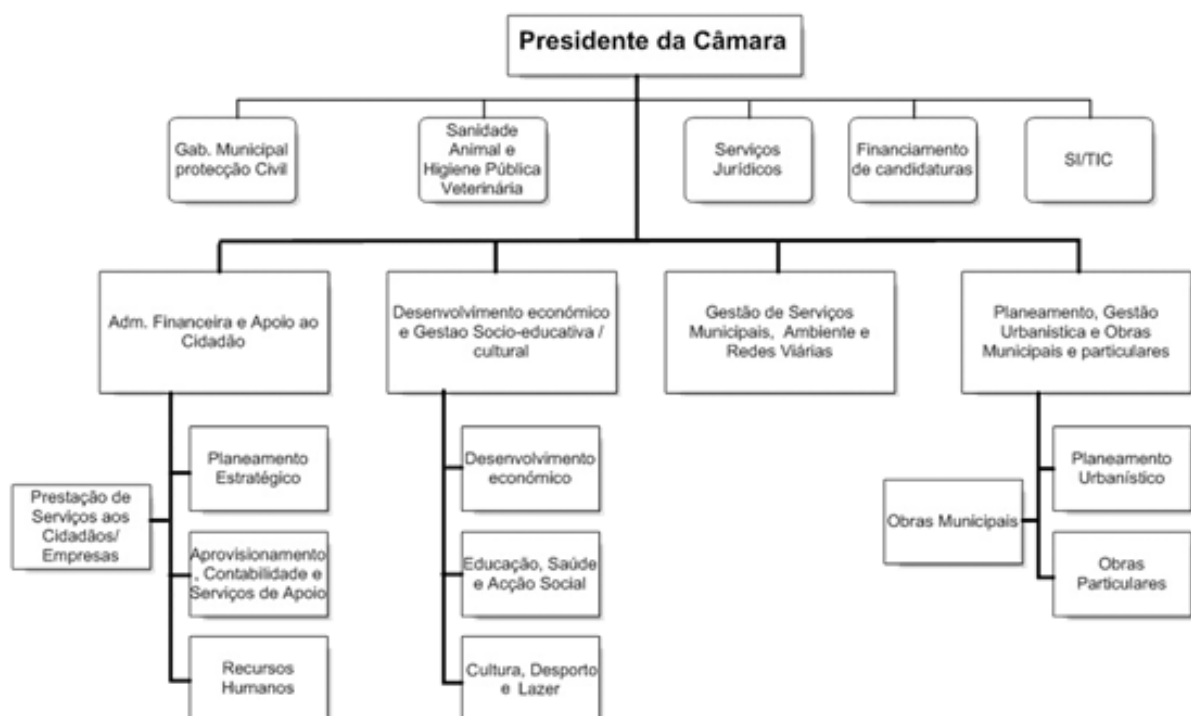 Presidente da Câmara
Gab. Municipal
protecção Civil
Sanidade
Animal e
Higiene Pública
Veterinária
Serviços
Jurídicos
Financiamento
de candidaturas
SI/TIC
Adm. Financeira e Apoio ao
Cidadão
Desenvolvimento económico
e Gestao Socio-educativa /
cultural
Gestão de Serviços
Municipais, Ambiente e
Redes Viárias
Planeamento, Gestão
Urbanística e Obras
Municipais e particulares
Prestação de
Serviços aos
Cidadãos/
Empresas
Planeamento
Estratégico
Aprovisionamento
, Contabilidade e
Serviços de Apoio
Recursos
Humanos
Desenvolvimento
económico
Educação, Saúde
e Acção Social
Cultura, Desporto
e Lazer
Obras Municipais
Planeamento
Urbanístico
Obras
Particulares